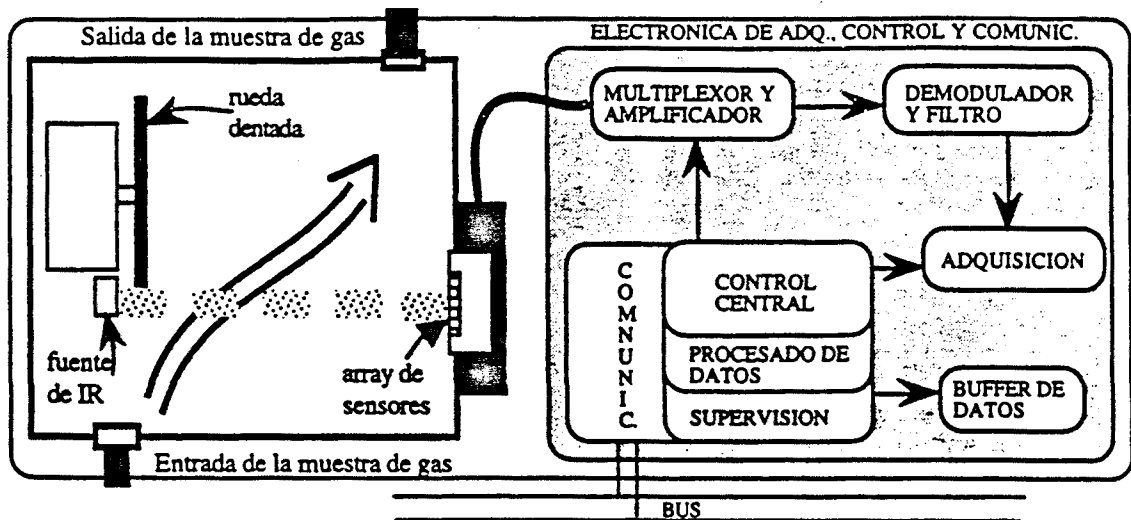 Salida de la muestra de gas
rueda
dentada
fuente
de IR
array de
sensores
Entrada de la muestra de gas
ELECTRONICA DE ADQ., CONTROL Y COMUNIC.
MULTIPLEXOR Y
AMPLIFICADOR
DEMODULADOR
Y FILTRO
ADQUISICION
COMNUNIC.
CONTROL
CENTRAL
PROCESADO DE
DATOS
SUPERVISION
BUFFER DE
DATOS
BUS